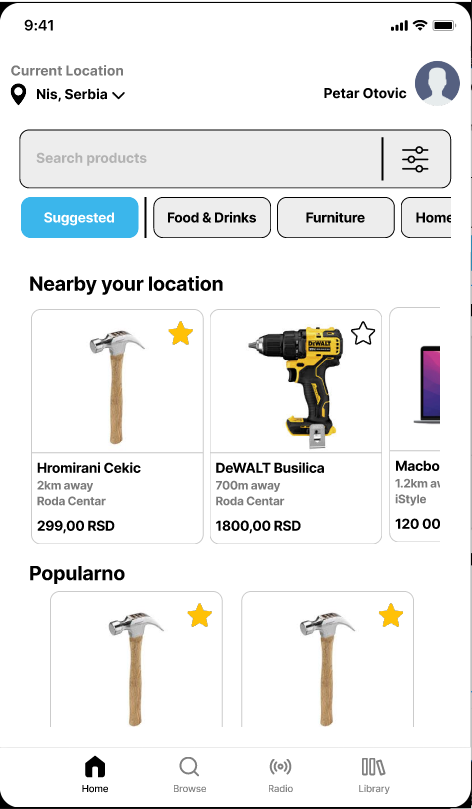 9:41
Current Location
Nis, Serbia
Petar Otovic
Search products
Suggested
Food & Drinks
Furniture
Home
Nearby your location
DEWALT
Hromirani Cekic
2km away
Roda Centar
299,00 RSD
DeWALT Busilica
700m away
Roda Centar
1800,00 RSD
Macbo
1.2km av
iStyle
120 00
Popularno
Home
Browse
Radio
Library